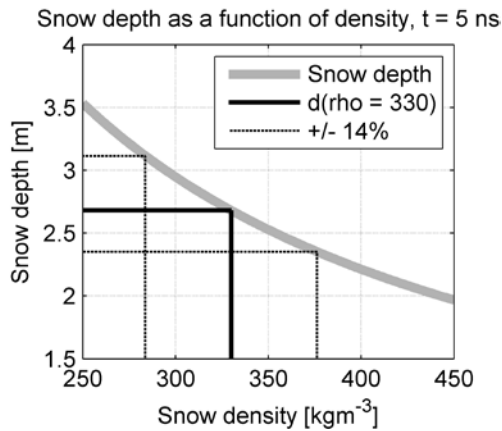 Snow depth as a function of density, t = 5 ns
4
3.5
3
2.5
2
1.5
Snow depth [m]
Snow depth
d(rho = 330)
+/- 14%
250 300 350 400 450
Snow density [kgm⁻³]